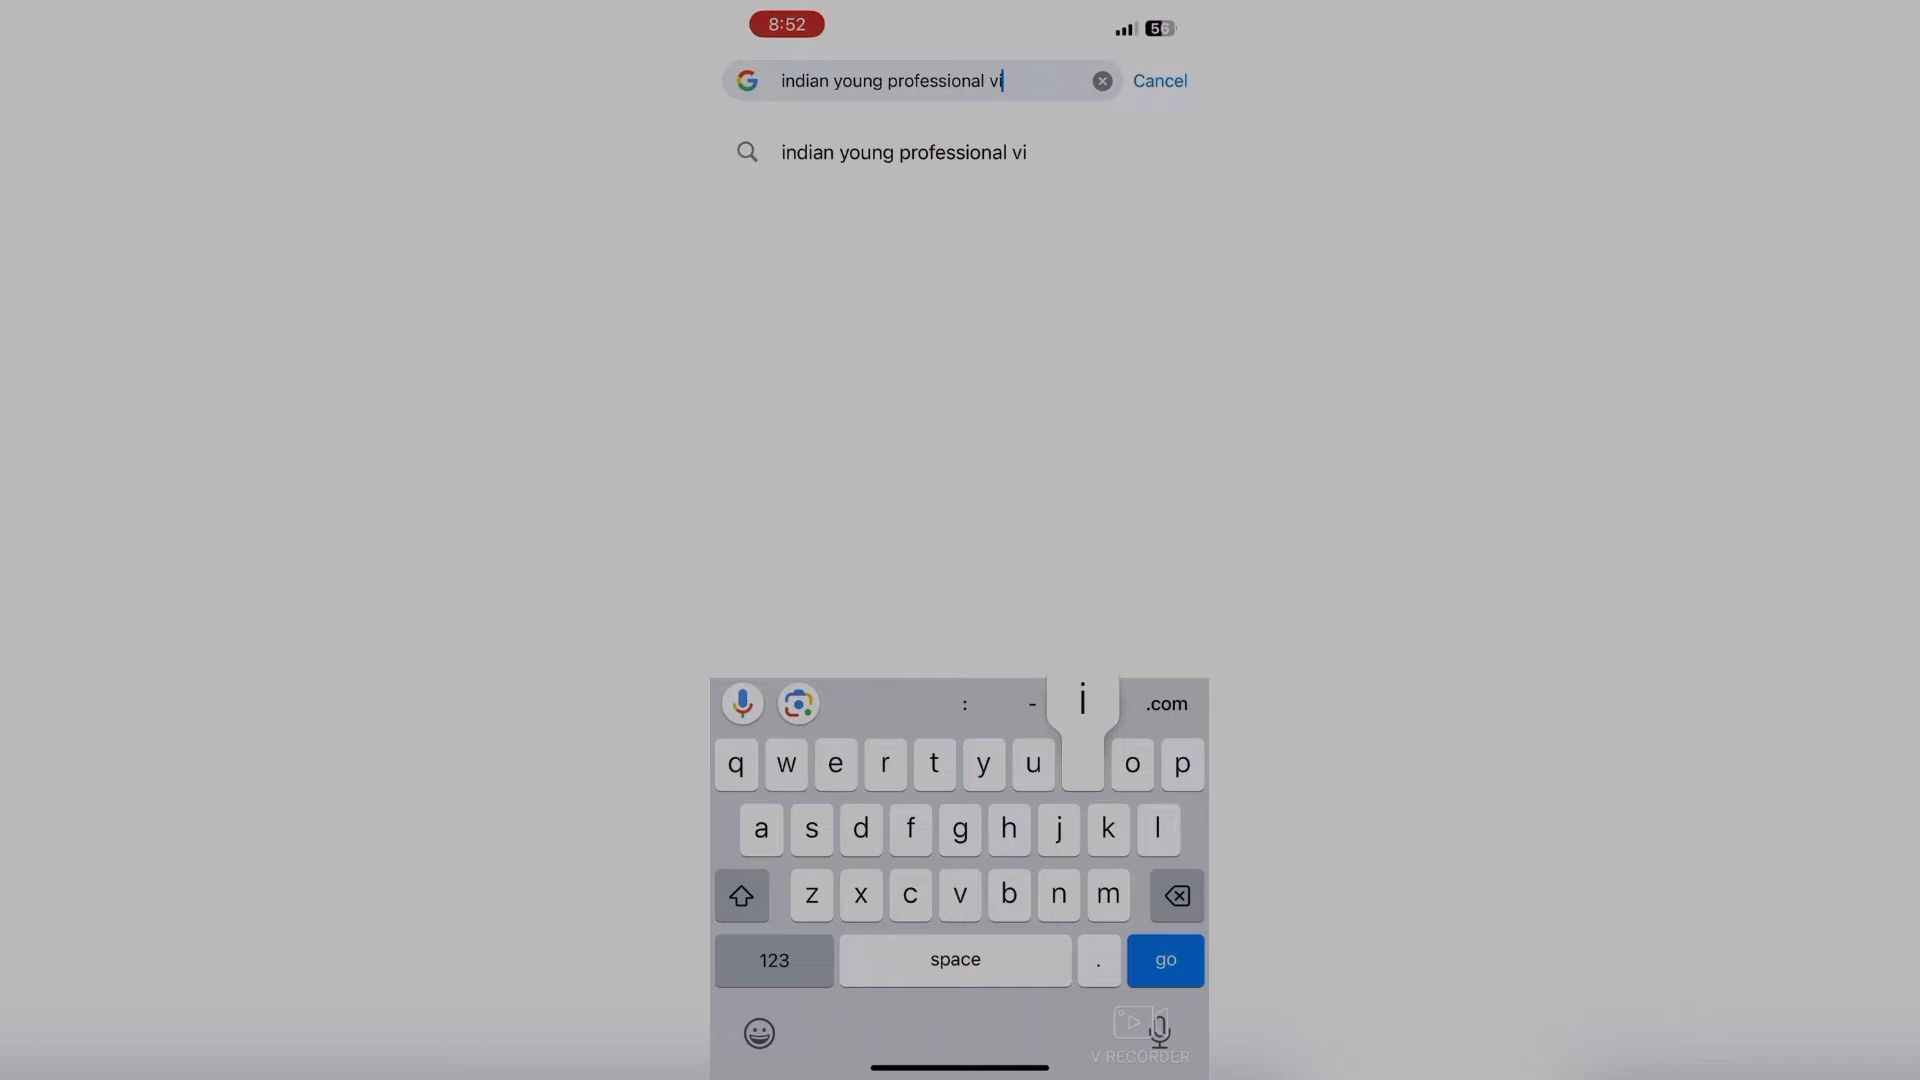 8:52
56
indian young professional vi
Cancel
indian young professional vi
: - i .com
q w e r t y u o p
a s d f g h j k l
z x c v b n m
123 space . go
V RECORDER